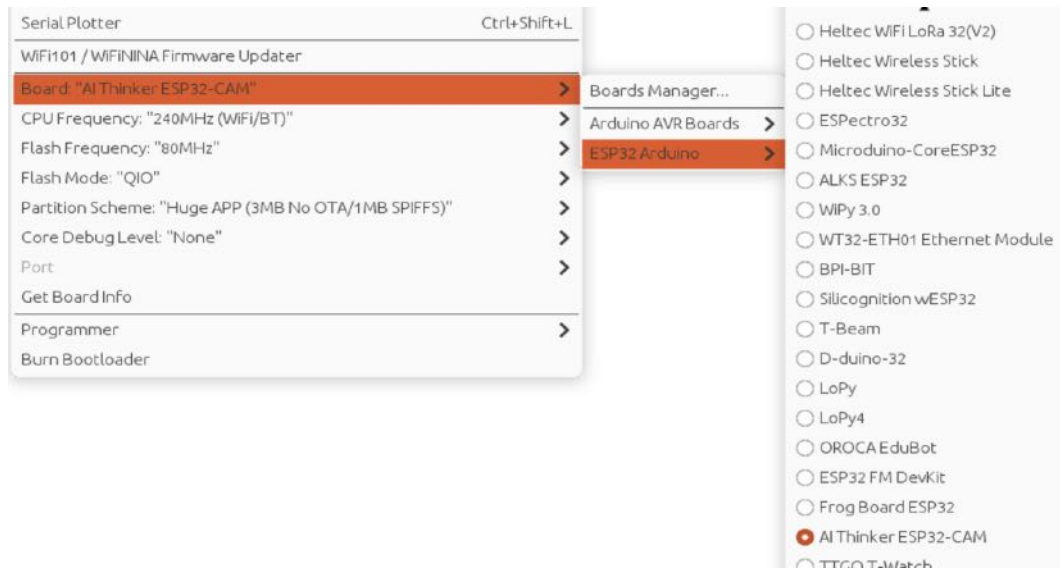 Serial Plotter Ctrl+Shift+L
WiFi101 / WiFiNINA Firmware Updater
Board: "AI Thinker ESP32-CAM"
CPU Frequency: "240MHz (WiFi/BT)"
Flash Frequency: "80MHz"
Flash Mode: "QIO"
Partition Scheme: "Huge APP (3MB No OTA/1MB SPIFFS)"
Core Debug Level: "None"
Port
Get Board Info
Programmer
Burn Bootloader
Boards Manager...
Arduino AVR Boards
ESP32 Arduino
Heltec WiFi LoRa 32(V2)
Heltec Wireless Stick
Heltec Wireless Stick Lite
ESPectro32
Microduino-CoreESP32
ALKS ESP32
WiPy 3.0
WT32-ETH01 Ethernet Module
BPI-BIT
Silicognition wESP32
T-Beam
D-duino-32
LoPy
LoPy4
OROCA EduBot
ESP32 FM DevKit
Frog Board ESP32
AI Thinker ESP32-CAM
TTGO T-Watch